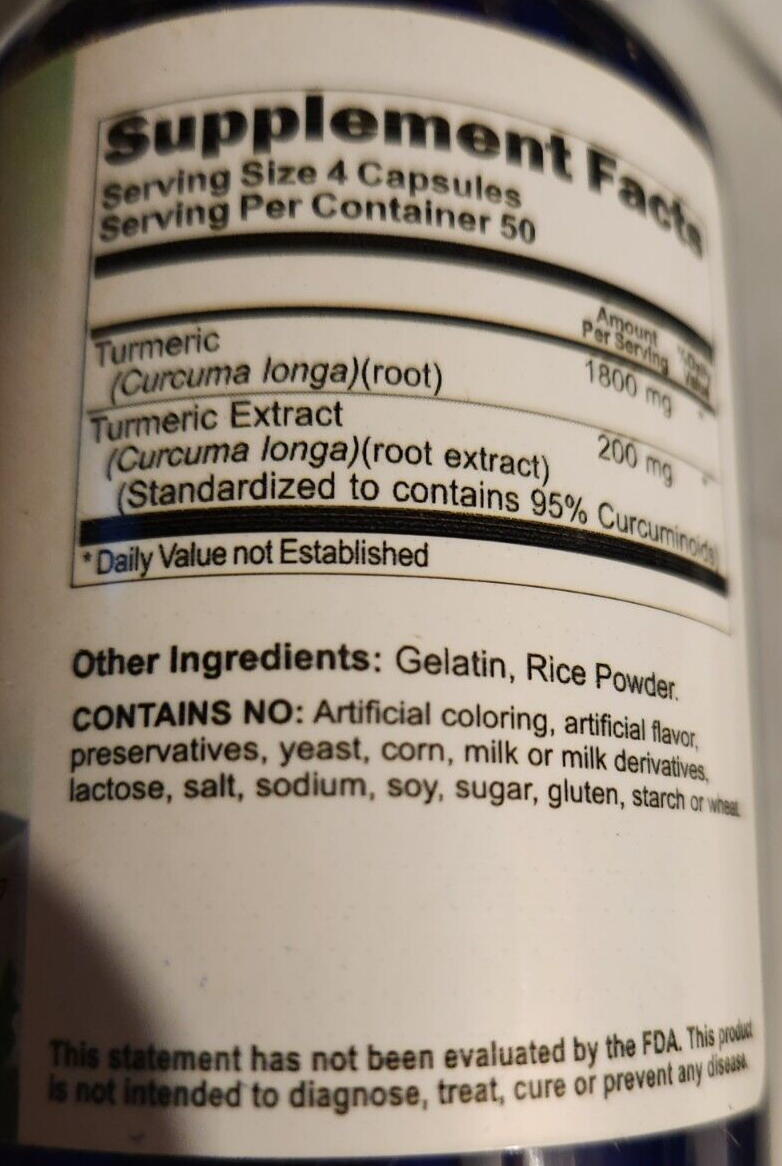 Supplement Facts
Serving Size 4 Capsules
Serving Per Container 50
Amount
Per Serving
%Daily
Value
Turmeric
(Curcuma longa)(root)
1800 mg *
Turmeric Extract
(Curcuma longa)(root extract)
200 mg *
(Standardized to contains 95% Curcuminoids)
* Daily Value not Established
Other Ingredients: Gelatin, Rice Powder.
CONTAINS NO: Artificial coloring, artificial flavor,
preservatives, yeast, corn, milk or milk derivatives,
lactose, salt, sodium, soy, sugar, gluten, starch or wheat.
This statement has not been evaluated by the FDA. This product
is not intended to diagnose, treat, cure or prevent any disease.